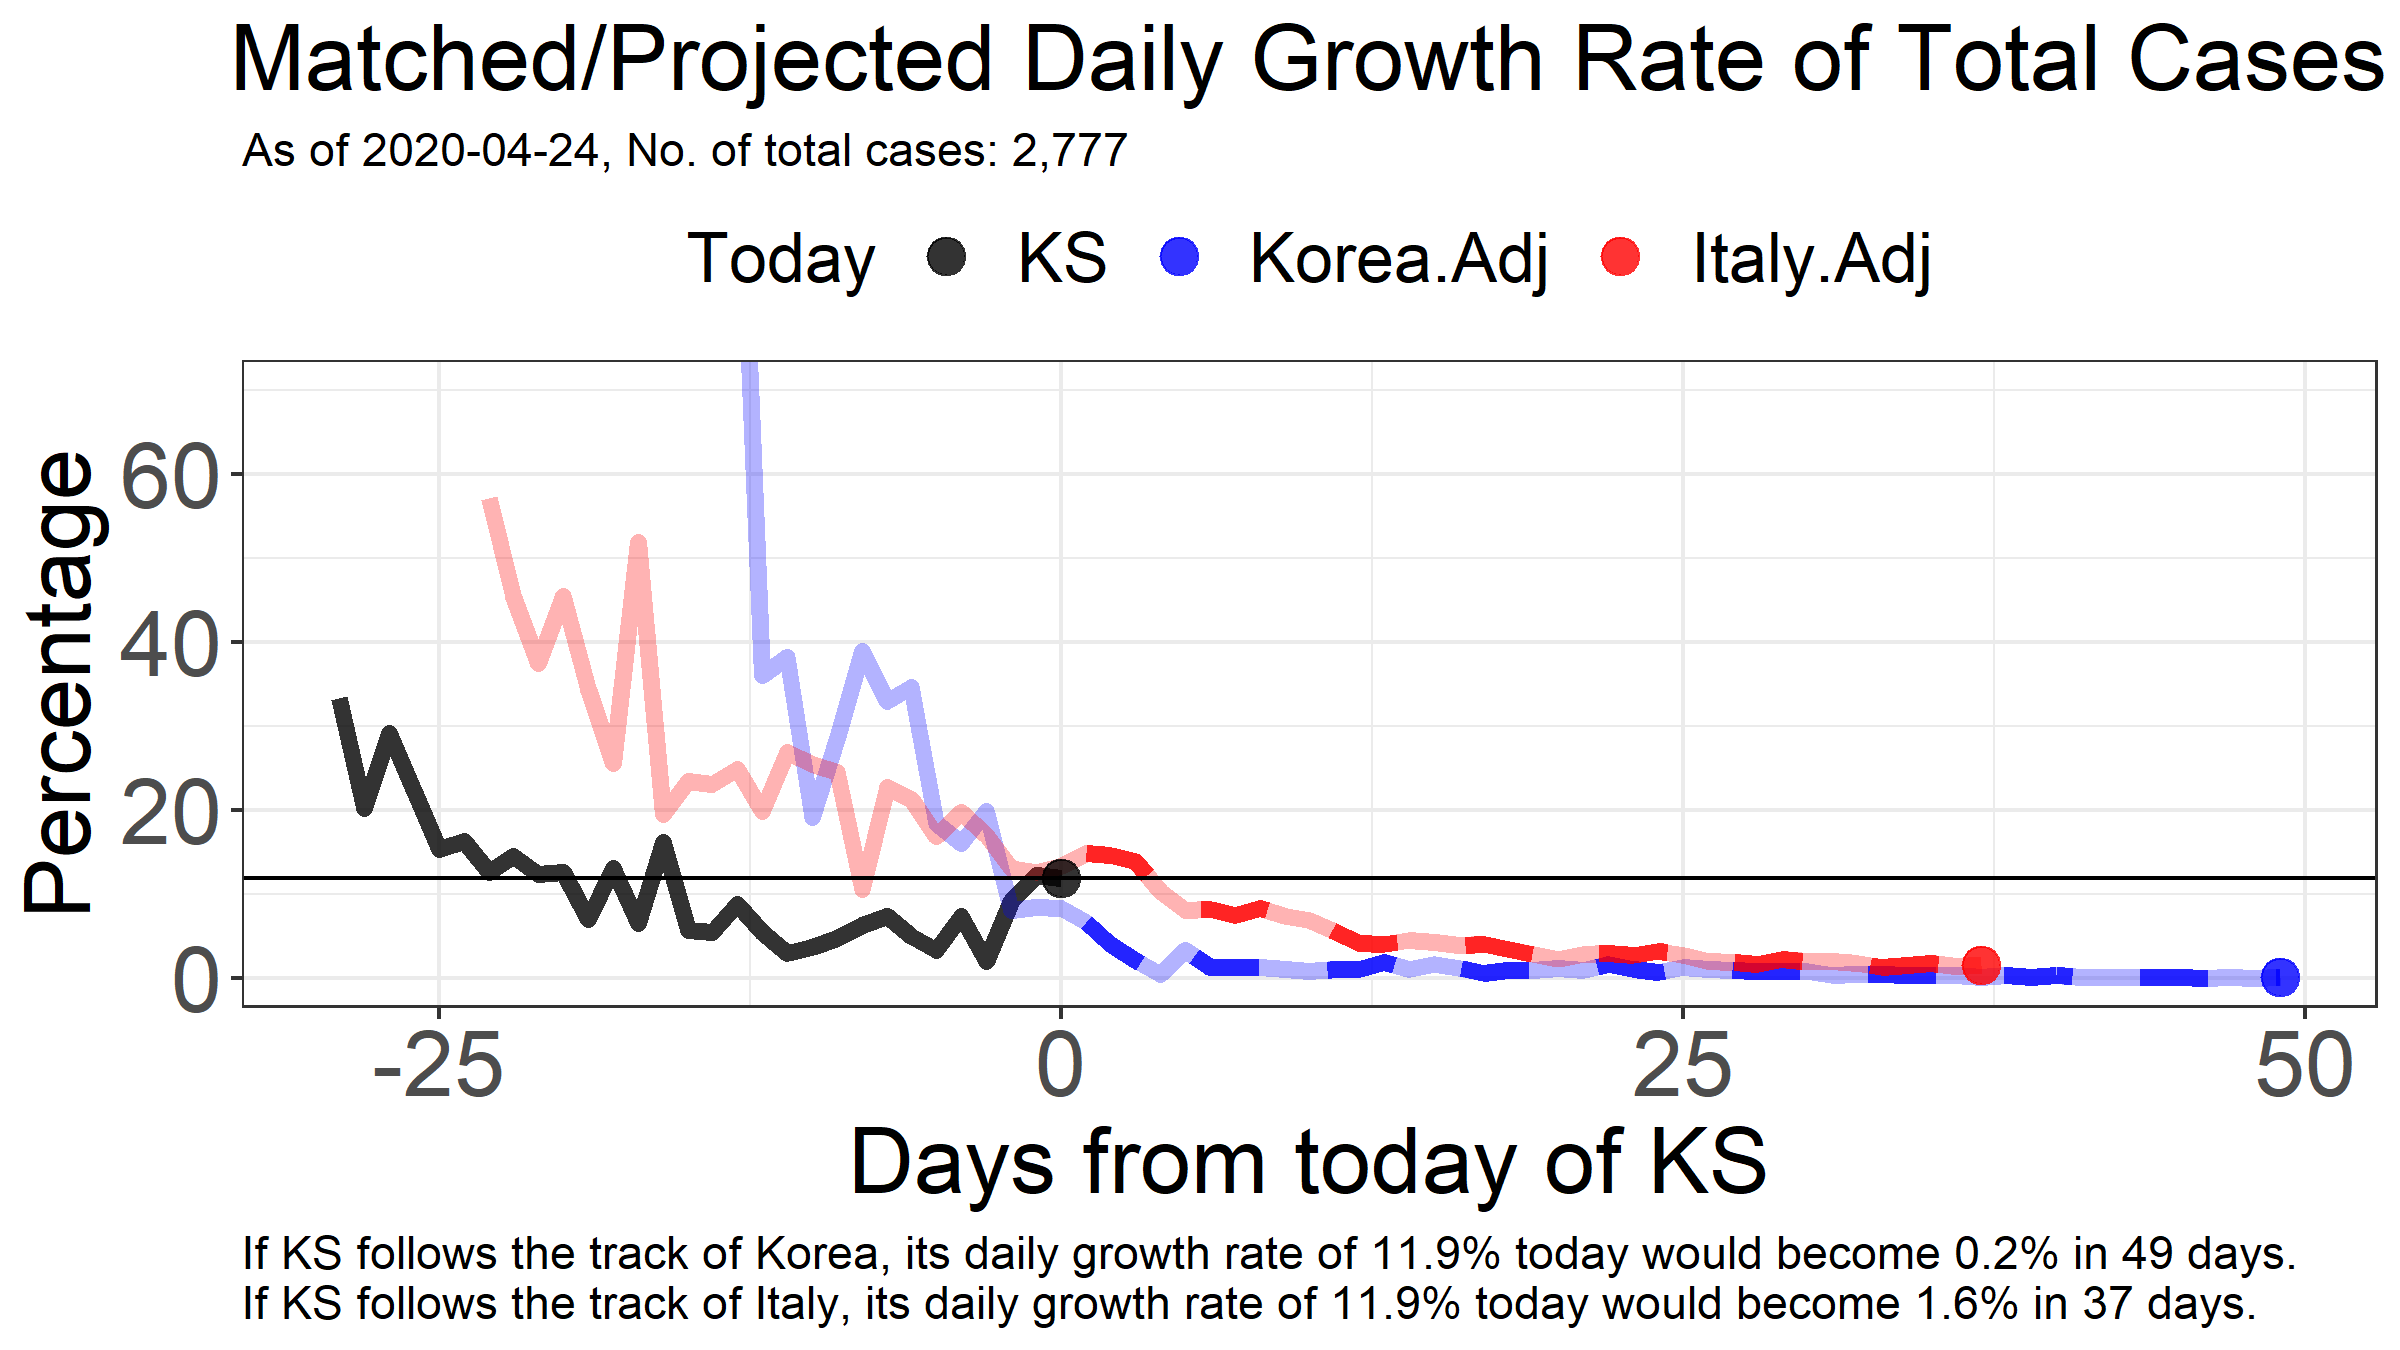 Matched/Projected Daily Growth Rate of Total Cases
As of 2020-04-24, No. of total cases: 2,777
Today KS Korea.Adj Italy.Adj
Percentage
60
40
20
0
-25 0 25 50
Days from today of KS
If KS follows the track of Korea, its daily growth rate of 11.9% today would become 0.2% in 49 days.
If KS follows the track of Italy, its daily growth rate of 11.9% today would become 1.6% in 37 days.